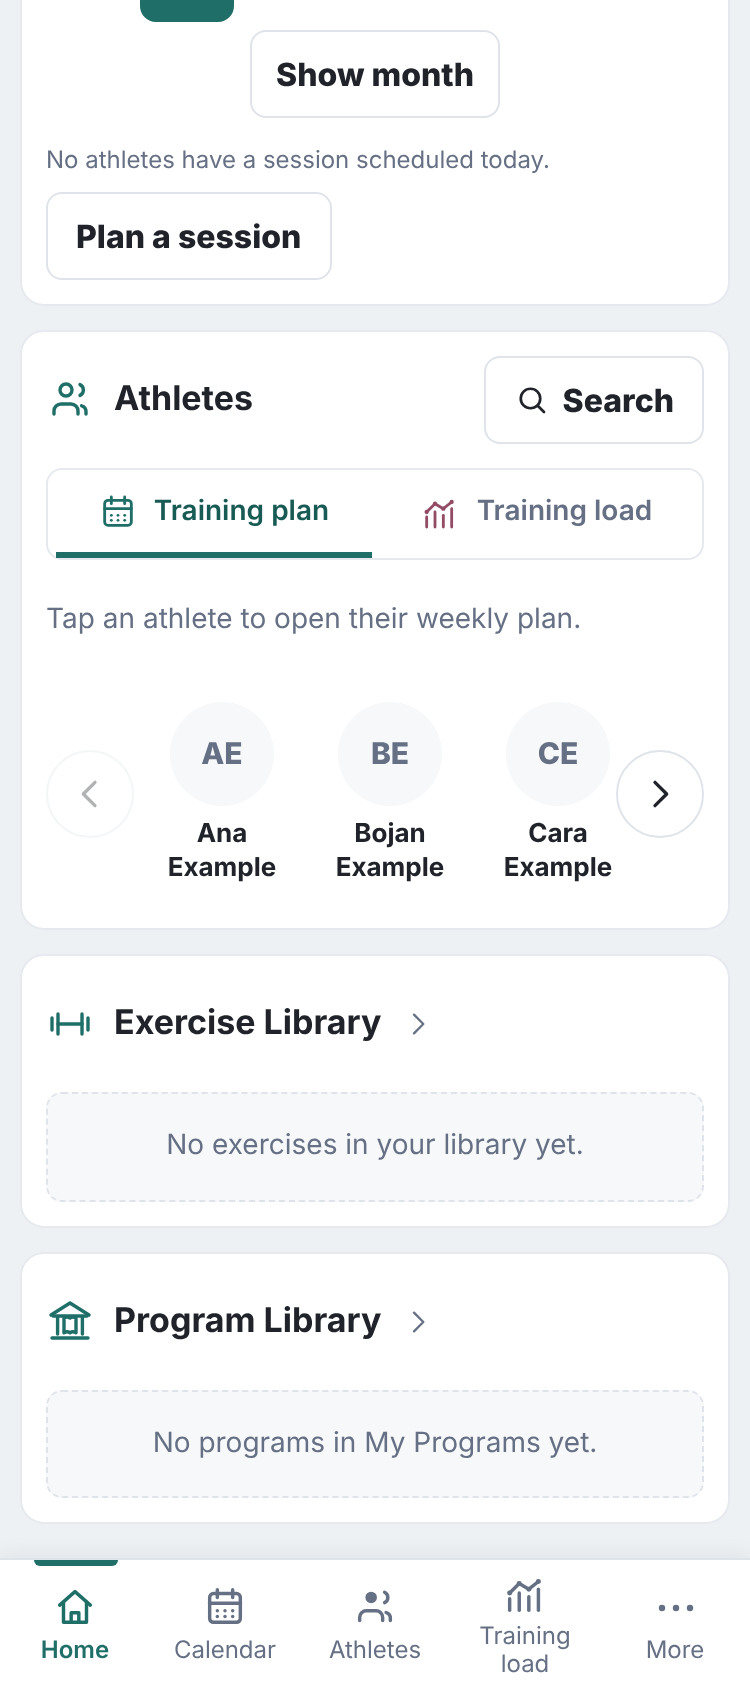 Show month
No athletes have a session scheduled today.
Plan a session
Athletes
Search
Training plan
Training load
Tap an athlete to open their weekly plan.
AE
BE
CE
Ana
Example
Bojan
Example
Cara
Example
Exercise Library
No exercises in your library yet.
Program Library
No programs in My Programs yet.
Home
Calendar
Athletes
Training
load
More